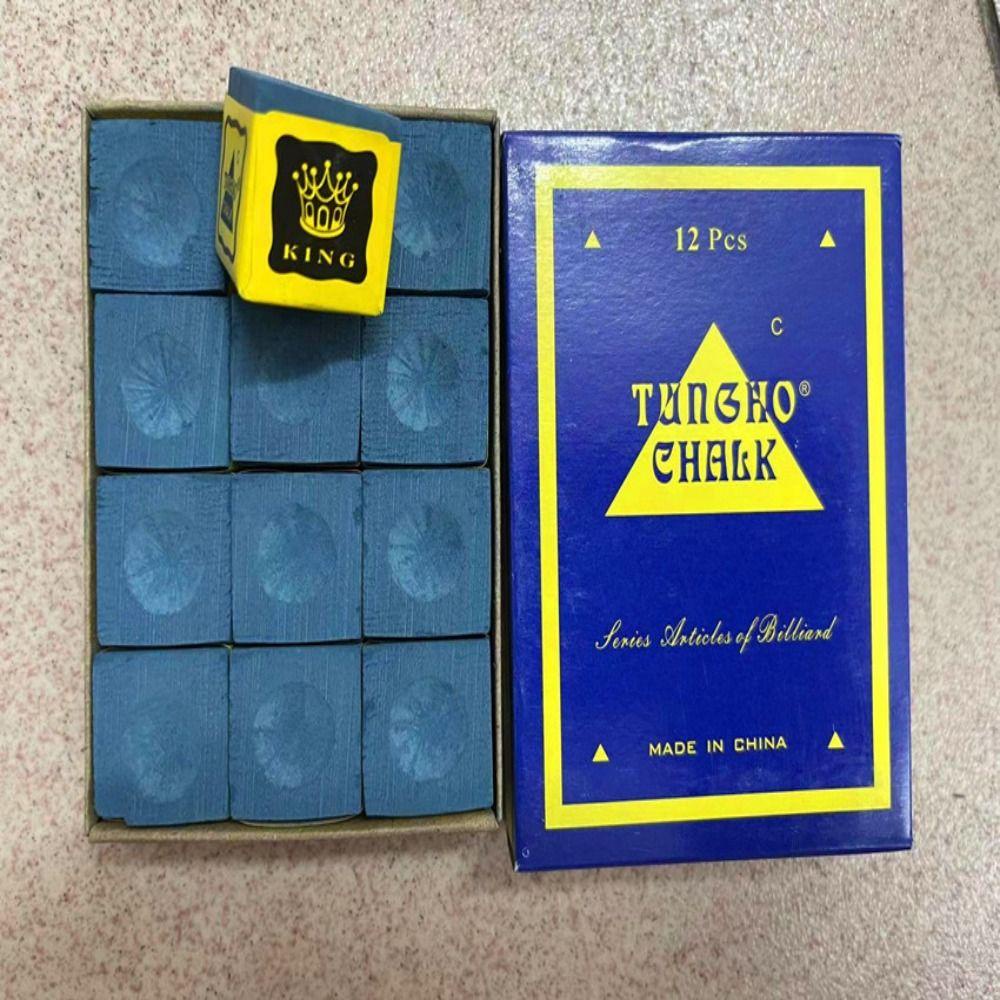 KING
12 Pcs
C
TUNGHO®
CHALK
Series Articles of Billiard
MADE IN CHINA